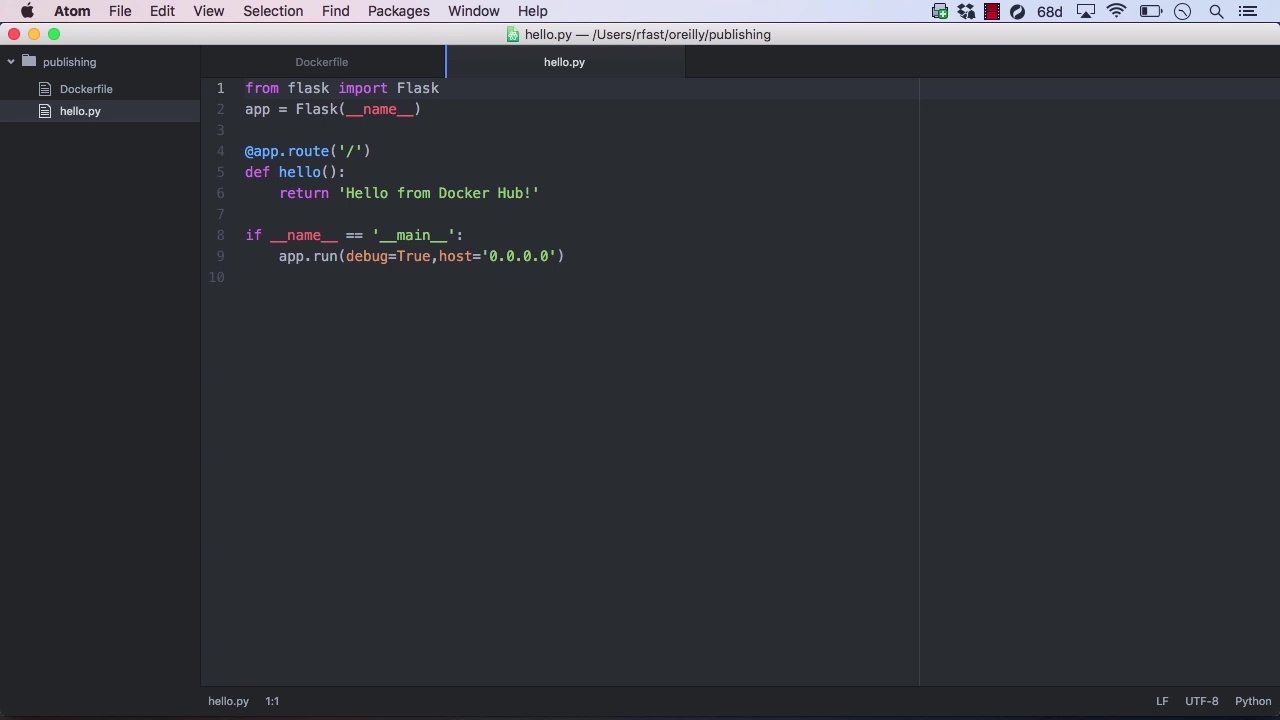 Atom File Edit View Selection Find Packages Window Help 68d
hello.py — /Users/rfast/oreilly/publishing
publishing
Dockerfile
hello.py
Dockerfile hello.py
1 from flask import Flask
2 app = Flask(__name__)
3
4 @app.route('/')
5 def hello():
6     return 'Hello from Docker Hub!'
7
8 if __name__ == '__main__':
9     app.run(debug=True,host='0.0.0.0')
10
hello.py 1:1 LF UTF-8 Python